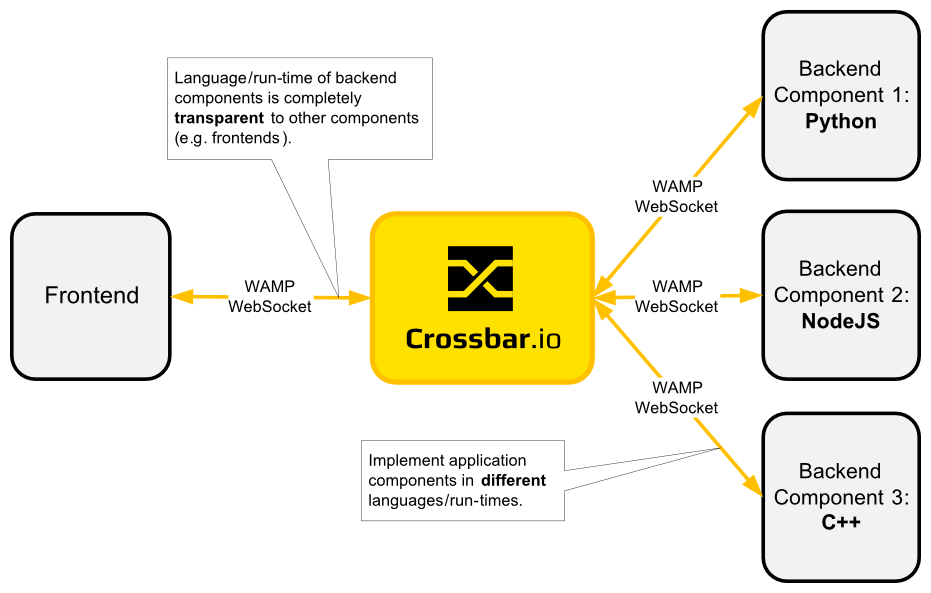 Language/run-time of backend
components is completely
transparent to other components
(e.g. frontends).
Frontend
WAMP
WebSocket
Crossbar.io
WAMP
WebSocket
Backend
Component 1:
Python
WAMP
WebSocket
Backend
Component 2:
NodeJS
WAMP
WebSocket
Backend
Component 3:
C++
Implement application
components in different
languages/run-times.